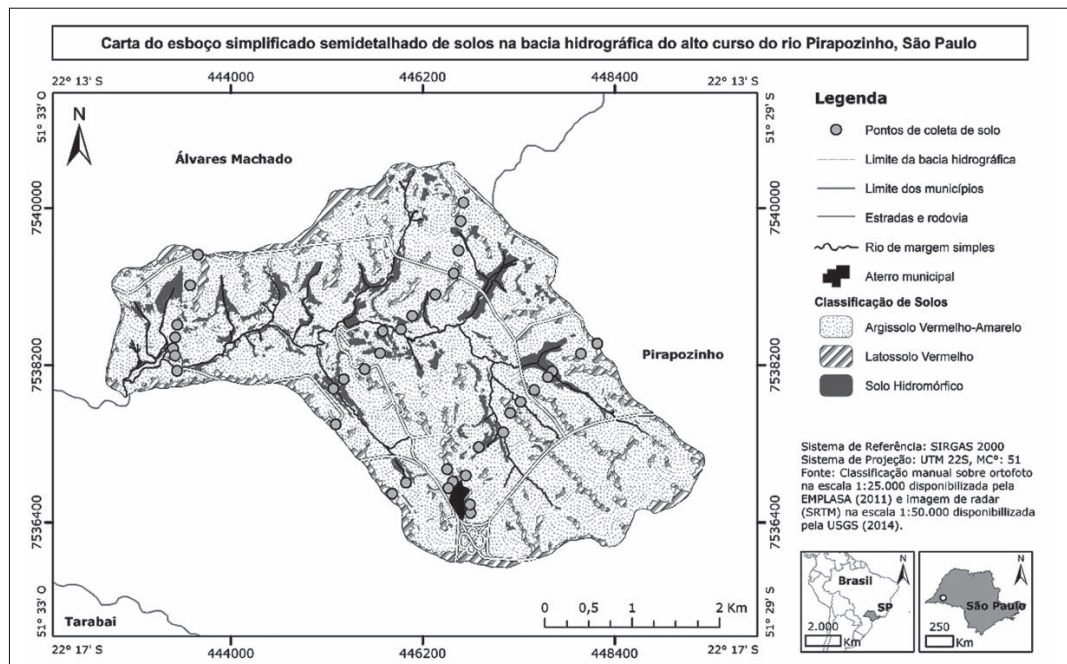 Carta do esboço simplificado semidetalhado de solos na bacia hidrográfica do alto curso do rio Pirapozinho, São Paulo
22° 13' S
444000
446200
448400
22° 13' S
51° 33' O
51° 29' S
N
Álvares Machado
7540000
7540000
7538200
7538200
Pirapozinho
7536400
7536400
51° 33' O
51° 29' S
Tarabai
0 0,5 1 2 Km
22° 17' S
444000
446200
448400
22° 17' S
Legenda
Pontos de coleta de solo
Limite da bacia hidrográfica
Limite dos municípios
Estradas e rodovia
Rio de margem simples
Aterro municipal
Classificação de Solos
Argissolo Vermelho-Amarelo
Latossolo Vermelho
Solo Hidromórfico
Sistema de Referência: SIRGAS 2000
Sistema de Projeção: UTM 22S, MC°: 51
Fonte: Classificação manual sobre ortofoto
na escala 1:25.000 disponibilizada pela
EMPLASA (2011) e imagem de radar
(SRTM) na escala 1:50.000 disponibillizada
pela USGS (2014).
N
Brasil
SP
2.000
Km
N
São Paulo
250
Km